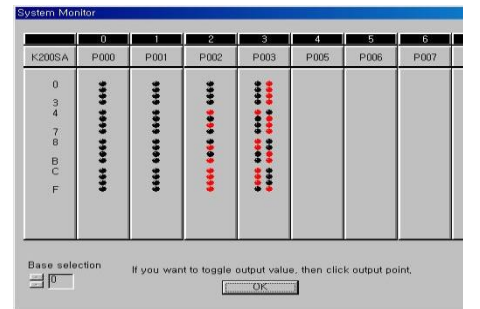 System Monitor
0 1 2 3 4 5 6
K200SA P000 P001 P002 P003 P005 P006 P007
0
3
4
7
8
B
C
F
Base selection
0
If you want to toggle output value, then click output point,
OK